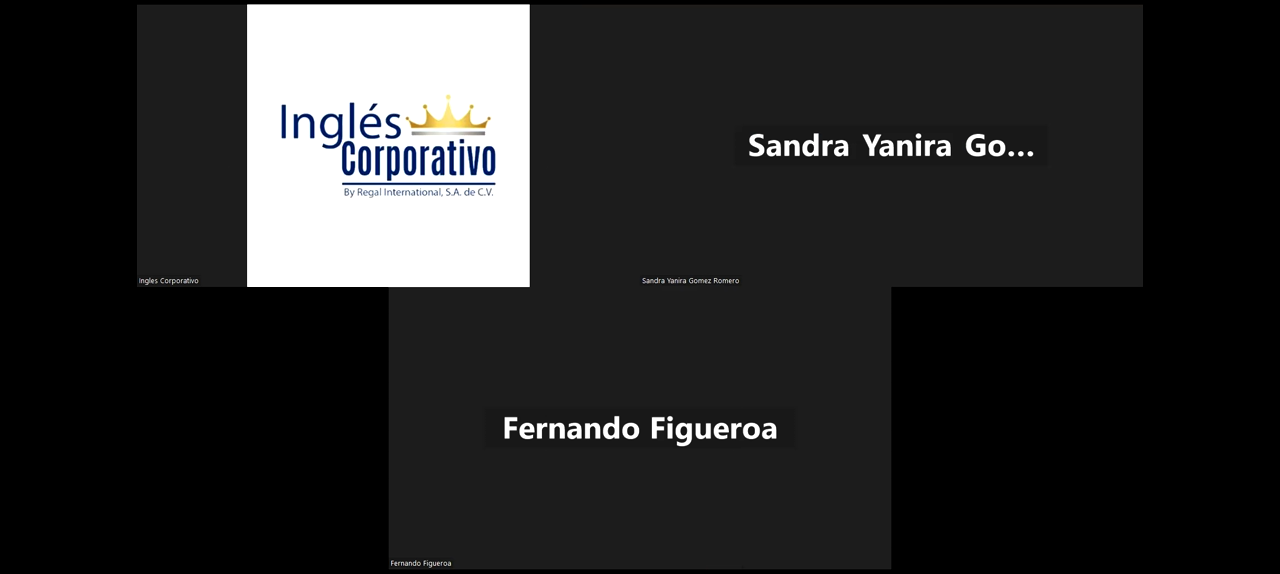 Inglés
Corporativo
By Regal International, S.A. de C.V.
Ingles Corporativo
Sandra Yanira Go...
Sandra Yanira Gomez Romero
Fernando Figueroa
Fernando Figueroa